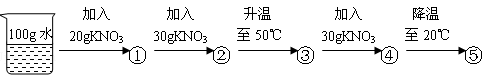 100g 水
加入
20gKNO₃
①
加入
30gKNO₃
②
升温
至 50℃
③
加入
30gKNO₃
④
降温
至 20℃
⑤